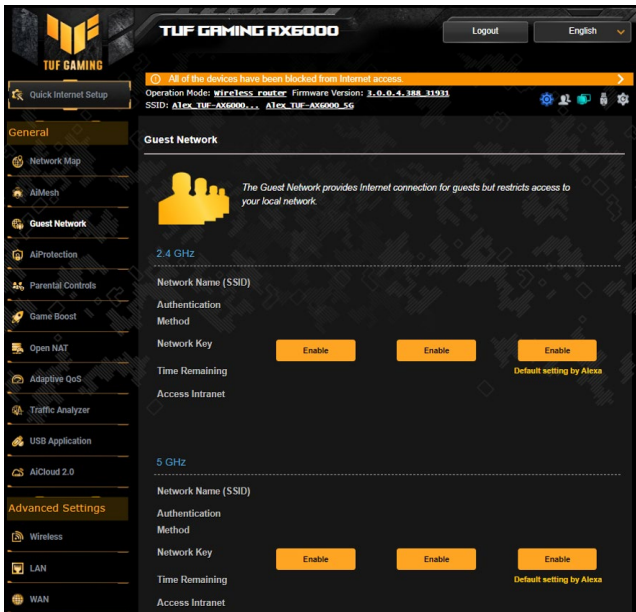 TUF GAMING
TUF GAMING AX6000
Logout
English
All of the devices have been blocked from Internet access.
Quick Internet Setup
Operation Mode: Wireless router Firmware Version: 3.0.0.4.388_31931
SSID: Alex_TUF-AX6000... Alex_TUF-AX6000_5G
General
Network Map
AiMesh
Guest Network
AiProtection
Parental Controls
Game Boost
Open NAT
Adaptive QoS
Traffic Analyzer
USB Application
AiCloud 2.0
Advanced Settings
Wireless
LAN
WAN
Guest Network
The Guest Network provides Internet connection for guests but restricts access to
your local network.
2.4 GHz
Network Name (SSID)
Authentication
Method
Network Key
Enable Enable Enable
Time Remaining
Default setting by Alexa
Access Intranet
5 GHz
Network Name (SSID)
Authentication
Method
Network Key
Enable Enable Enable
Time Remaining
Default setting by Alexa
Access Intranet